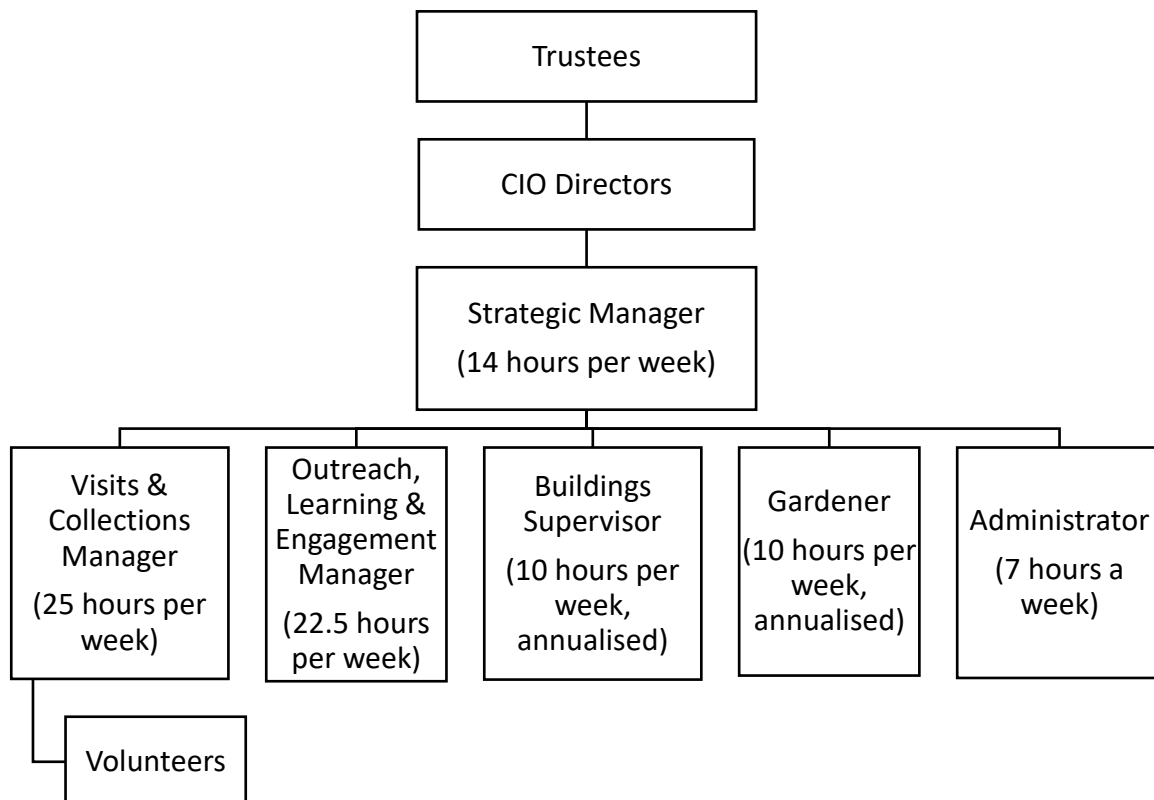 Trustees
CIO Directors
Strategic Manager
(14 hours per week)
Visits &
Collections
Manager
(25 hours per
week)
Outreach,
Learning &
Engagement
Manager
(22.5 hours
per week)
Buildings
Supervisor
(10 hours per
week,
annualised)
Gardener
(10 hours per
week,
annualised)
Administrator
(7 hours a
week)
Volunteers